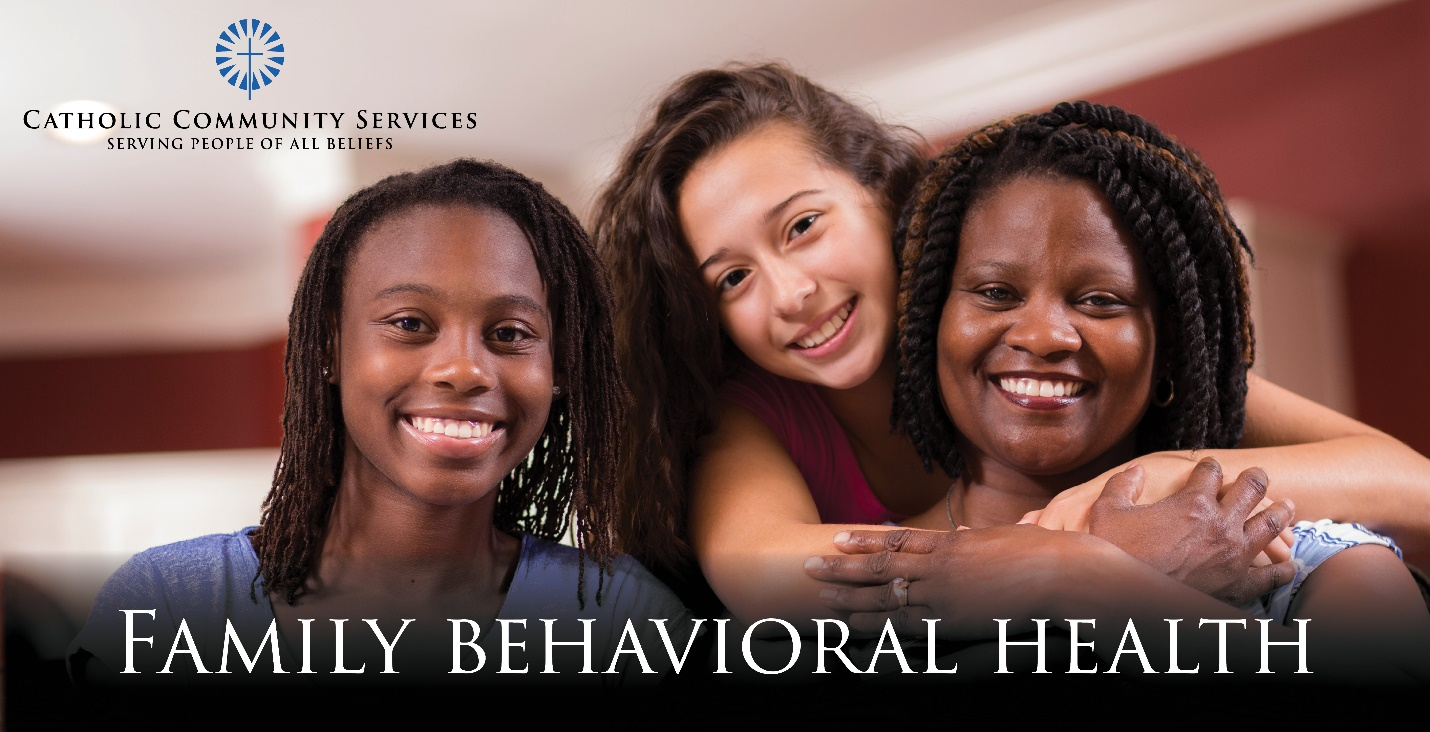 CATHOLIC COMMUNITY SERVICES
SERVING PEOPLE OF ALL BELIEFS
FAMILY BEHAVIORAL HEALTH